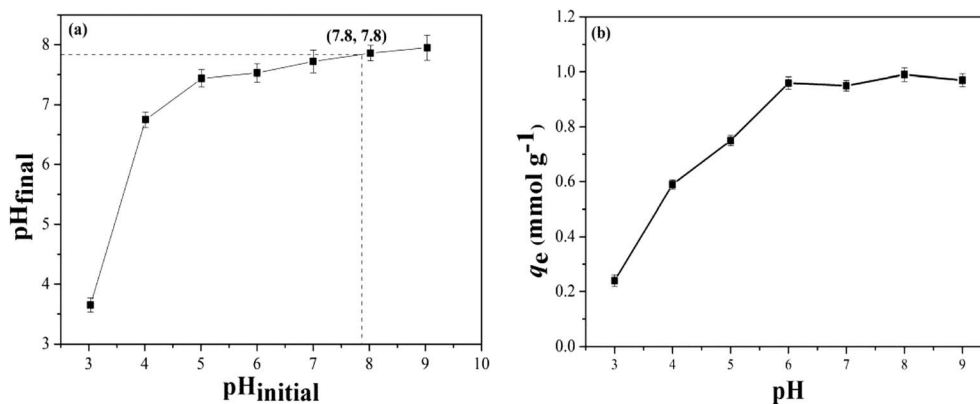 (a)
(7.8, 7.8)
8
7
6
5
4
3
pHfinal
3 4 5 6 7 8 9 10
pHinitial
(b)
1.2
1.0
0.8
0.6
0.4
0.2
0.0
qe (mmol g-1)
3 4 5 6 7 8 9
pH